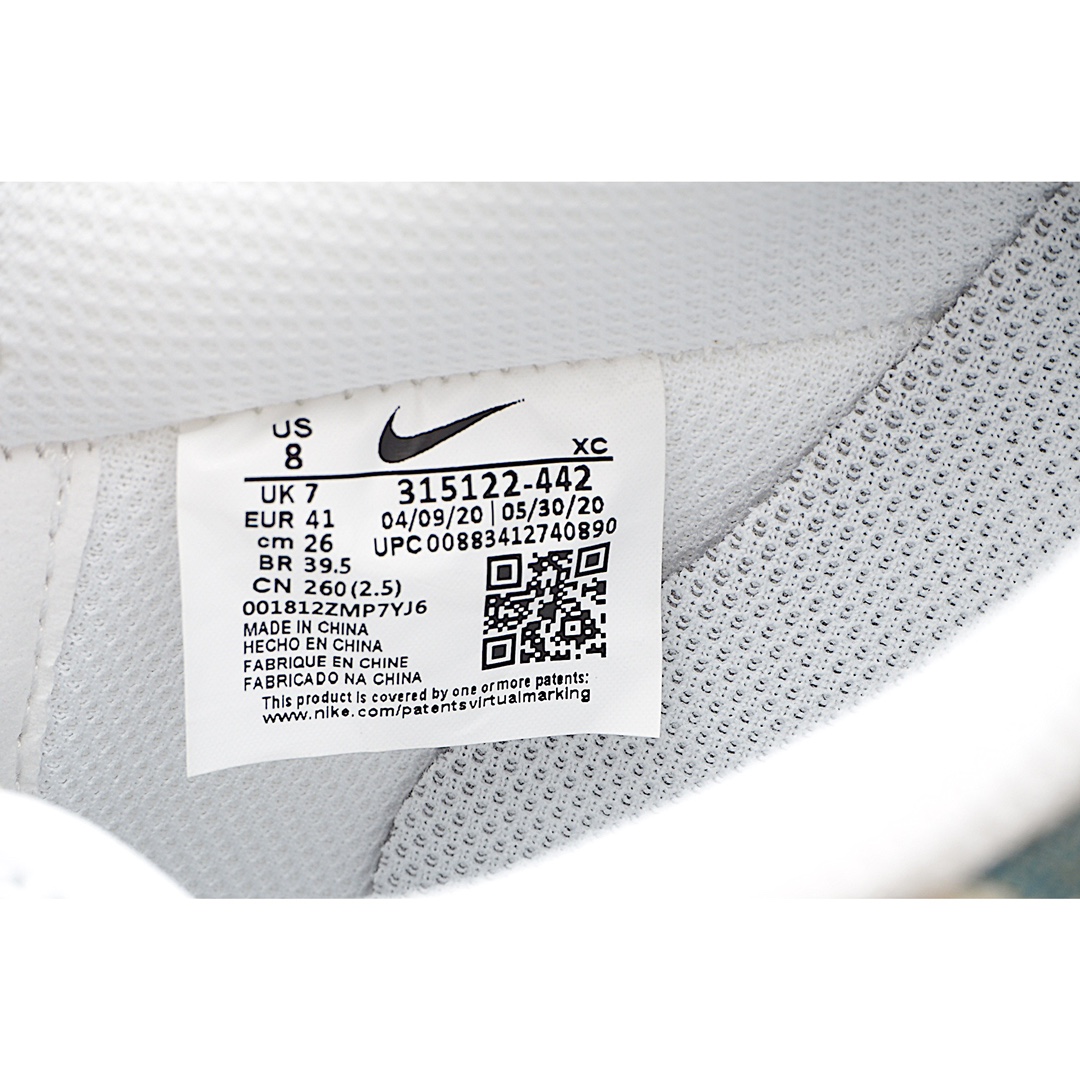 US
8
XC
UK 7
315122-442
EUR 41
04/09/20 | 05/30/20
cm 26
UPC 00883412740890
BR 39.5
CN 260(2.5)
001812ZMP7YJ6
MADE IN CHINA
HECHO EN CHINA
FABRIQUE EN CHINE
FABRICADO NA CHINA
This product is covered by one or more patents:
www.nike.com/patentsvirtualmarking